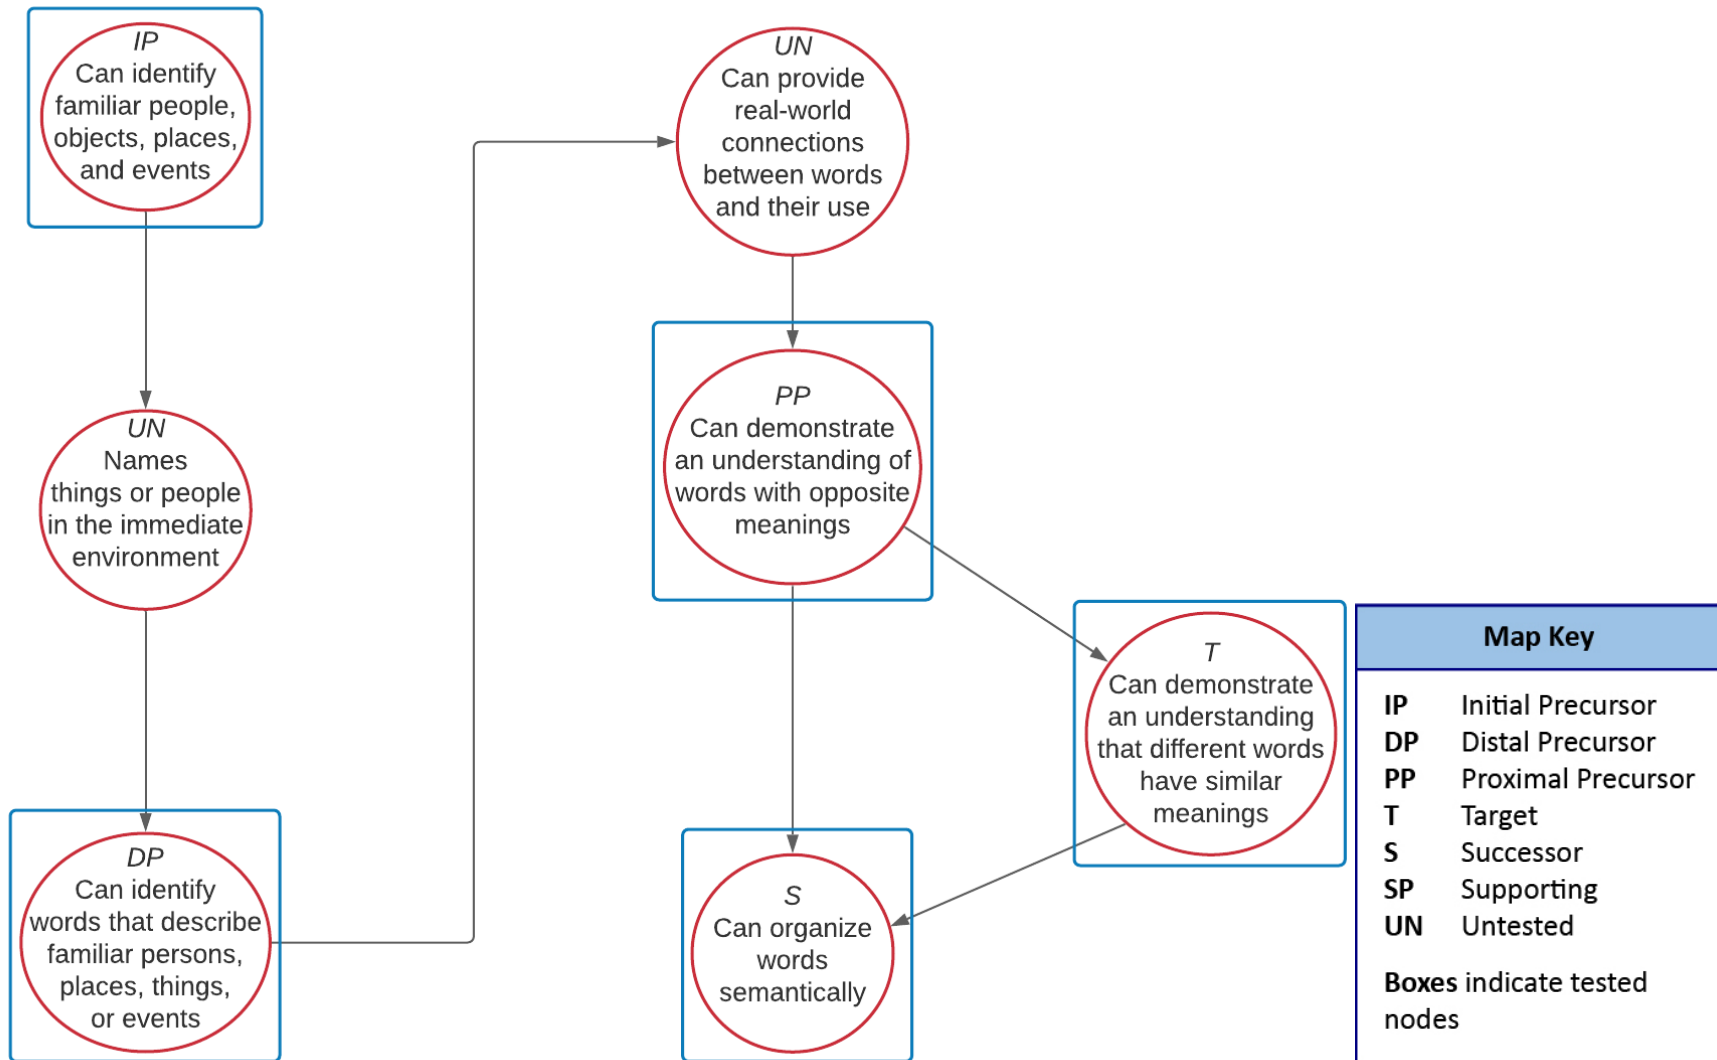 IP
Can identify
familiar people,
objects, places,
and events
UN
Names
things or people
in the immediate
environment
DP
Can identify
words that describe
familiar persons,
places, things,
or events
UN
Can provide
real-world
connections
between words
and their use
PP
Can demonstrate
an understanding of
words with opposite
meanings
T
Can demonstrate
an understanding
that different words
have similar
meanings
S
Can organize
words
semantically
Map Key
IP Initial Precursor
DP Distal Precursor
PP Proximal Precursor
T Target
S Successor
SP Supporting
UN Untested
Boxes indicate tested
nodes